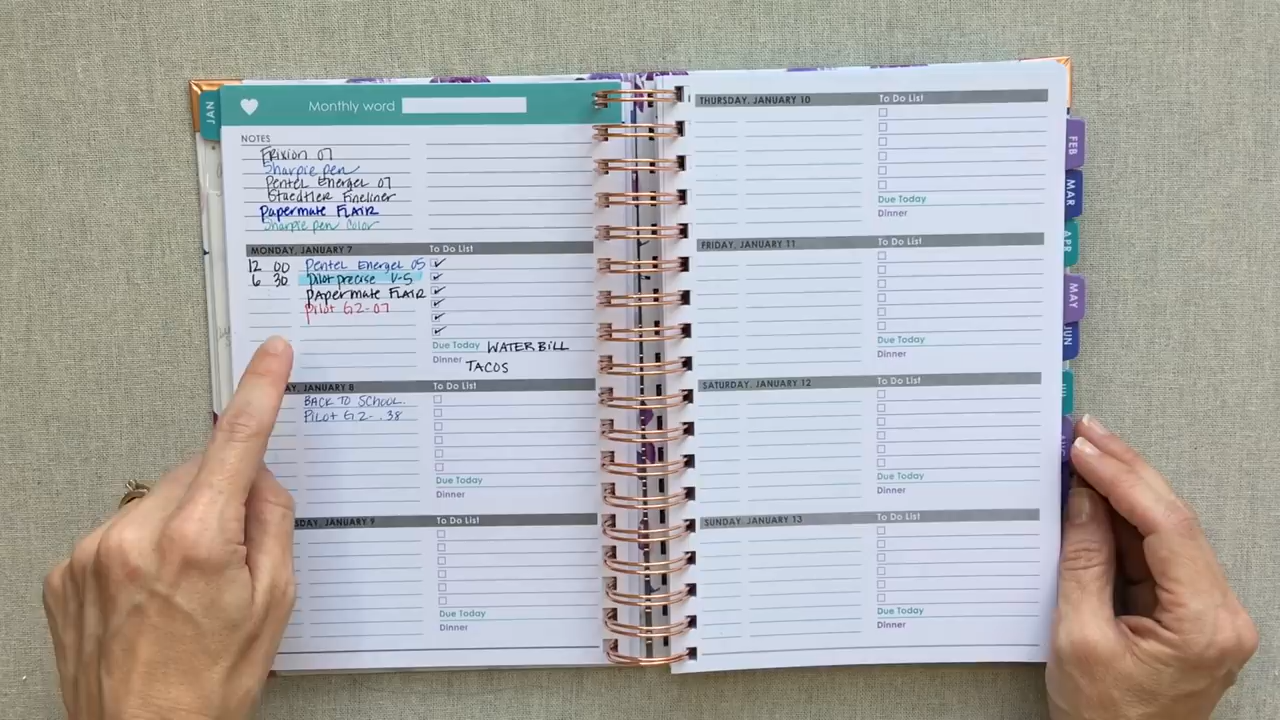 JAN
Monthly word
NOTES
Frixion 07
Sharpie pen
Pentel Energel 07
Staedtler Fineliner
Papermate FLAIR
Sharpie pen color
MONDAY, JANUARY 7 To Do List
12 00 Pentel Energel 05
6 30 pilot precise V-5
PAPERMATE FLAIR
pilot G2-07
Due Today WATER BILL
Dinner TACOS
AY, JANUARY 8
BACK TO SCHOOL.
PILOT G2-.38
Due Today
Dinner
SDAY, JANUARY 9 To Do List
Due Today
Dinner
THURSDAY, JANUARY 10 To Do List
Due Today
Dinner
FRIDAY, JANUARY 11 To Do List
Due Today
Dinner
SATURDAY, JANUARY 12 To Do List
Due Today
Dinner
SUNDAY, JANUARY 13 To Do List
Due Today
Dinner
FEB
MAR
APR
MAY
JUN